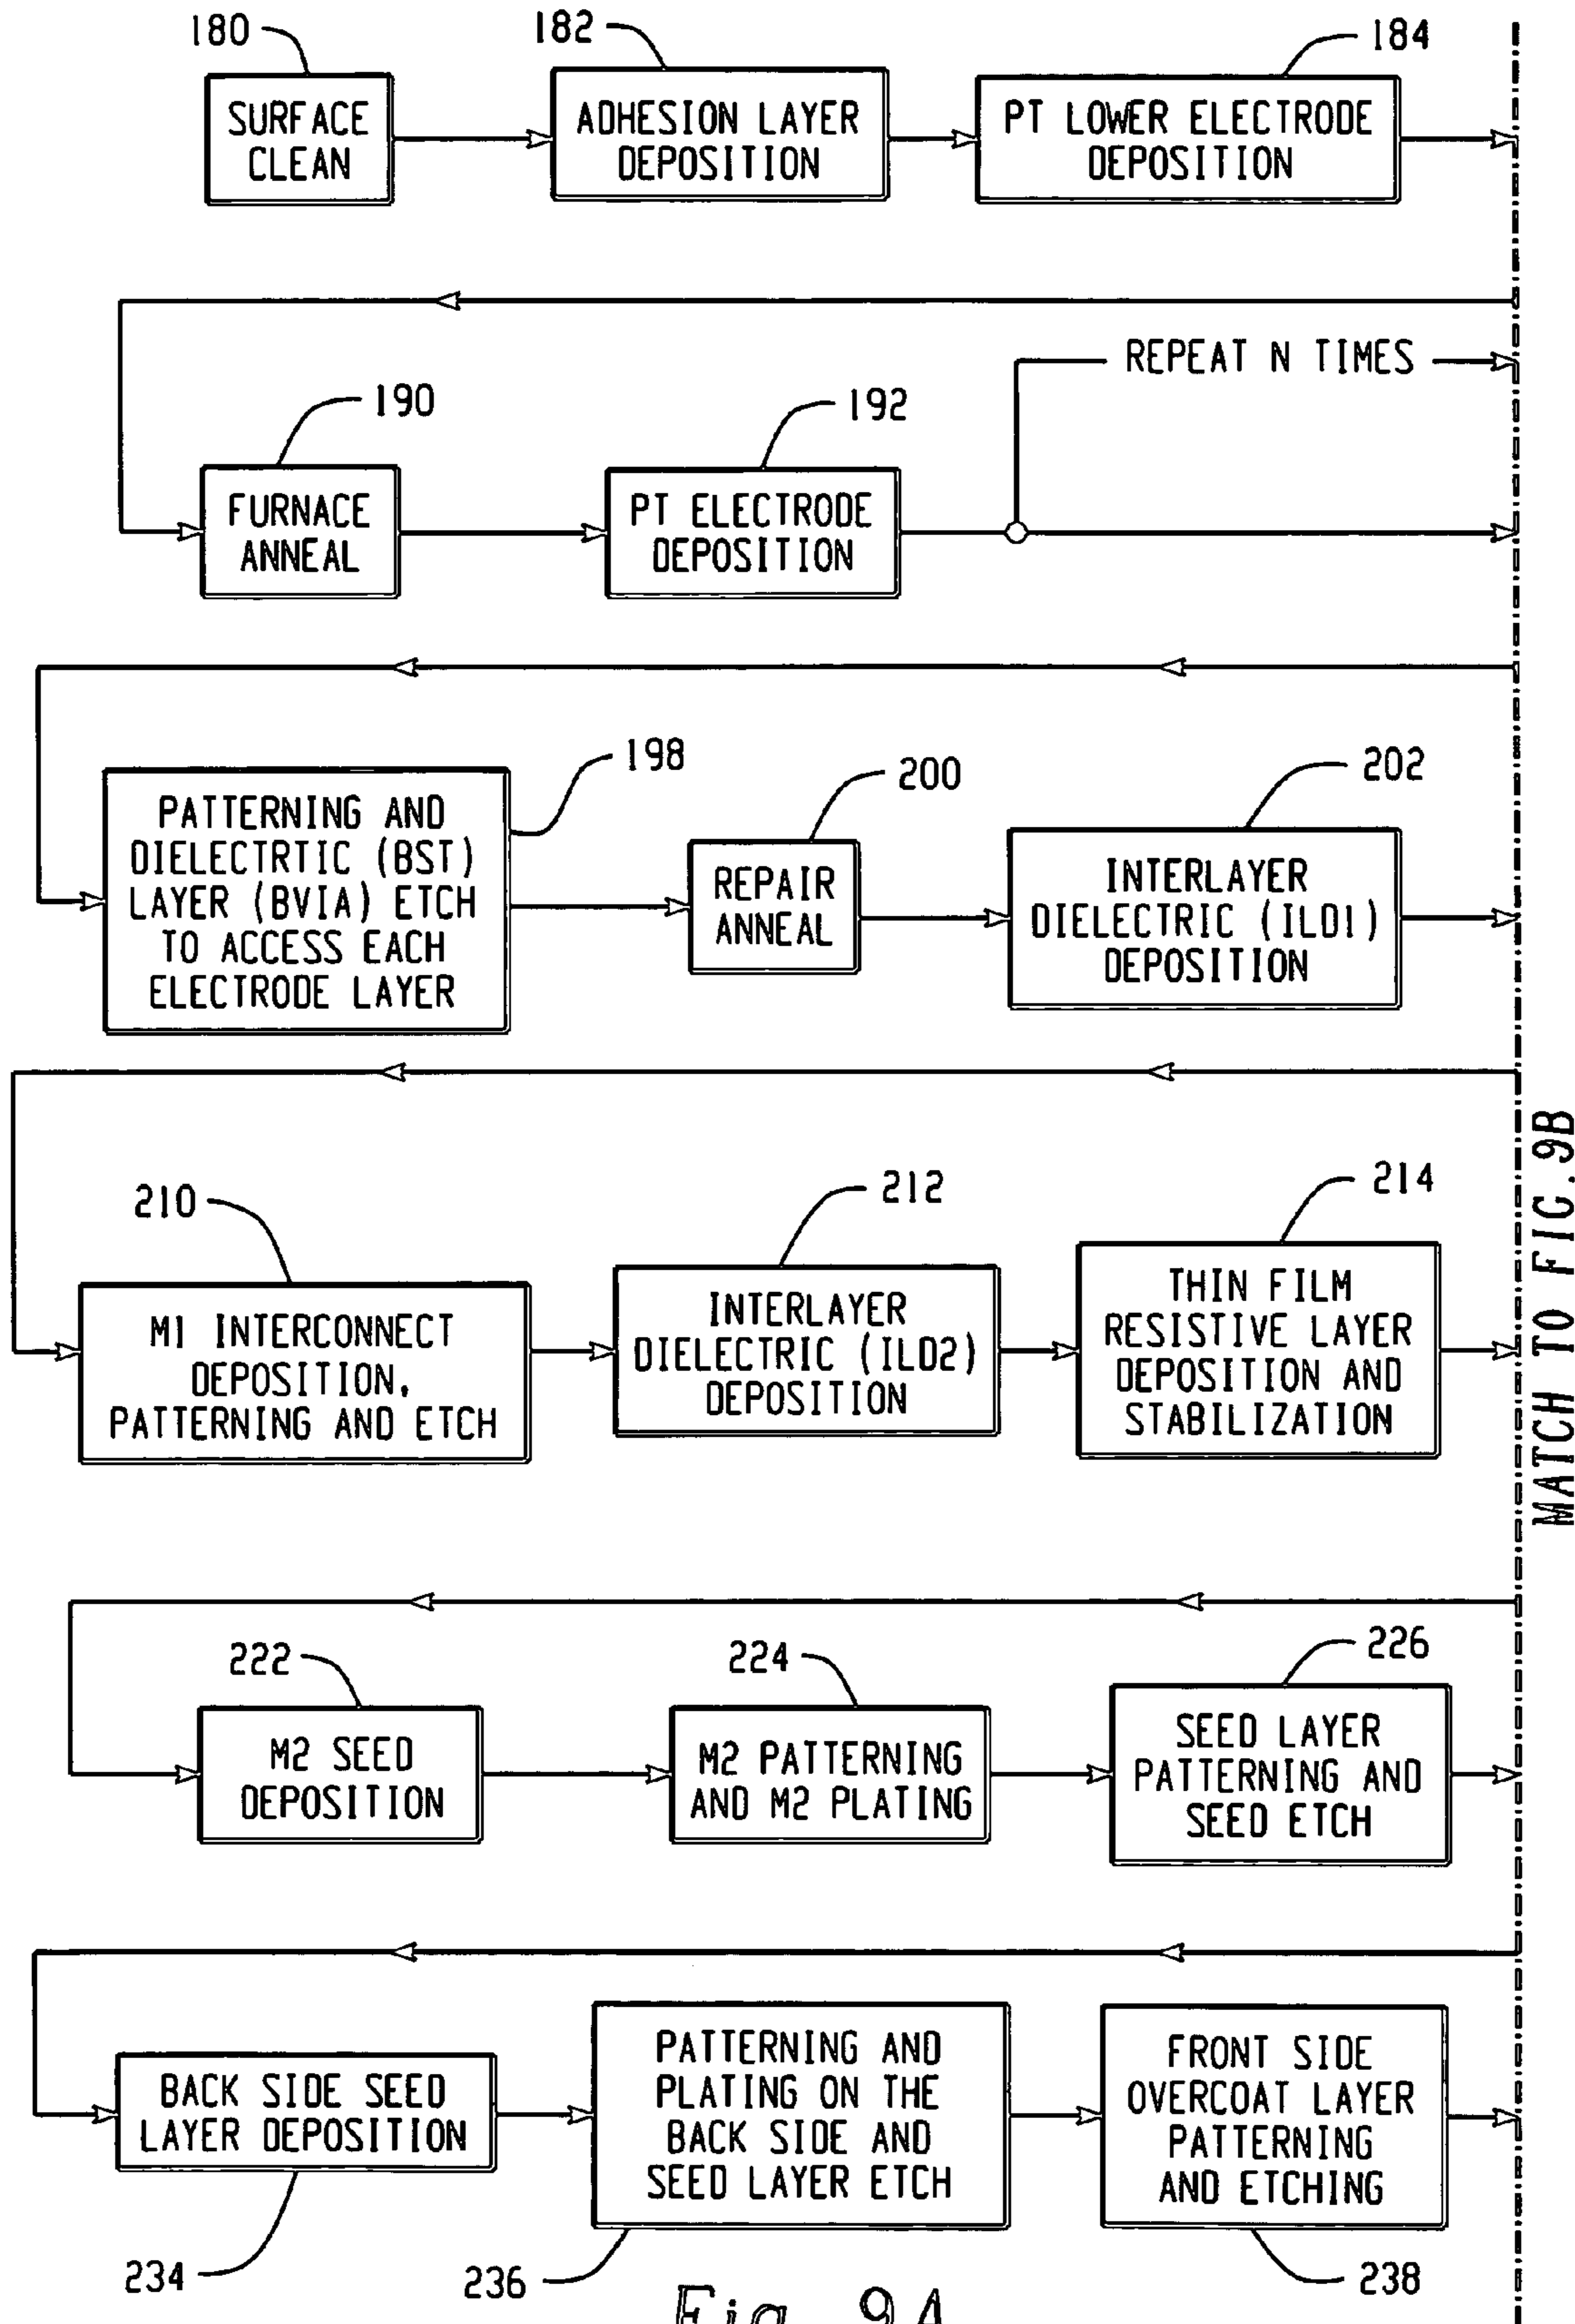 180
182
184
SURFACE
CLEAN
ADHESION LAYER
DEPOSITION
PT LOWER ELECTRODE
DEPOSITION
REPEAT N TIMES
190
192
FURNACE
ANNEAL
PT ELECTRODE
DEPOSITION
198
200
202
PATTERNING AND
DIELECTRTIC (BST)
LAYER (BVIA) ETCH
TO ACCESS EACH
ELECTRODE LAYER
REPAIR
ANNEAL
INTERLAYER
DIELECTRIC (ILD1)
DEPOSITION
210
212
214
M1 INTERCONNECT
DEPOSITION,
PATTERNING AND ETCH
INTERLAYER
DIELECTRIC (ILD2)
DEPOSITION
THIN FILM
RESISTIVE LAYER
DEPOSITION AND
STABILIZATION
MATCH TO FIG.9B
222
224
226
M2 SEED
DEPOSITION
M2 PATTERNING
AND M2 PLATING
SEED LAYER
PATTERNING AND
SEED ETCH
BACK SIDE SEED
LAYER DEPOSITION
PATTERNING AND
PLATING ON THE
BACK SIDE AND
SEED LAYER ETCH
FRONT SIDE
OVERCOAT LAYER
PATTERNING
AND ETCHING
234
236
238
Fig. 9A